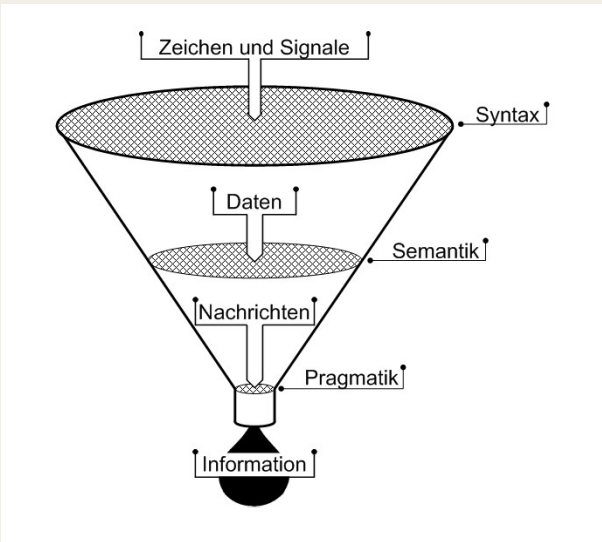 Zeichen und Signale
Syntax
Daten
Semantik
Nachrichten
Pragmatik
Information